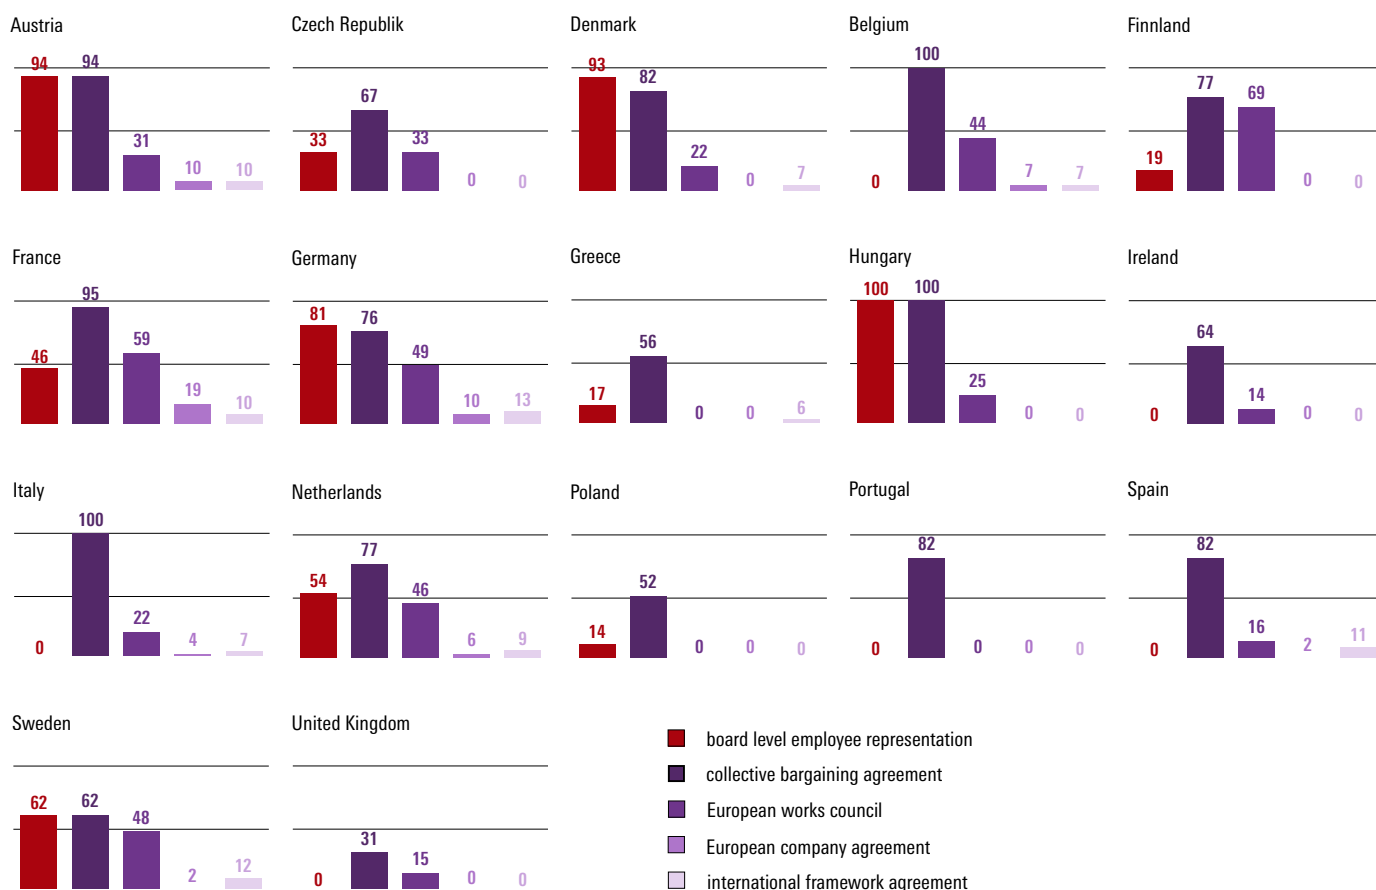 Austria
94 94 31 10 10
Czech Republik
33 67 33 0 0
Denmark
93 82 22 0 7
Belgium
0 100 44 7 7
Finnland
19 77 69 0 0
France
46 95 59 19 10
Germany
81 76 49 10 13
Greece
17 56 0 0 6
Hungary
100 100 25 0 0
Ireland
0 64 14 0 0
Italy
0 100 22 4 7
Netherlands
54 77 46 6 9
Poland
14 52 0 0 0
Portugal
0 82 0 0 0
Spain
0 82 16 2 11
Sweden
62 62 48 2 12
United Kingdom
0 31 15 0 0
board level employee representation
collective bargaining agreement
European works council
European company agreement
international framework agreement